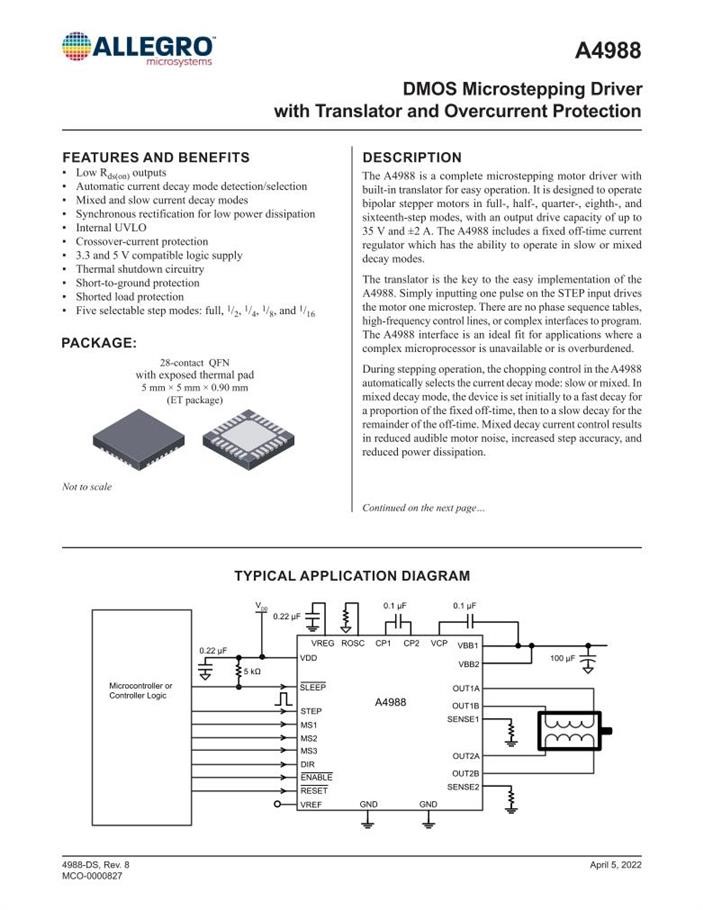 ALLEGRO™
microsystems
A4988
DMOS Microstepping Driver
with Translator and Overcurrent Protection
FEATURES AND BENEFITS
• Low Rds(on) outputs
• Automatic current decay mode detection/selection
• Mixed and slow current decay modes
• Synchronous rectification for low power dissipation
• Internal UVLO
• Crossover-current protection
• 3.3 and 5 V compatible logic supply
• Thermal shutdown circuitry
• Short-to-ground protection
• Shorted load protection
• Five selectable step modes: full, 1/2, 1/4, 1/8, and 1/16
PACKAGE:
28-contact QFN
with exposed thermal pad
5 mm × 5 mm × 0.90 mm
(ET package)
Not to scale
DESCRIPTION
The A4988 is a complete microstepping motor driver with
built-in translator for easy operation. It is designed to operate
bipolar stepper motors in full-, half-, quarter-, eighth-, and
sixteenth-step modes, with an output drive capacity of up to
35 V and ±2 A. The A4988 includes a fixed off-time current
regulator which has the ability to operate in slow or mixed
decay modes.
The translator is the key to the easy implementation of the
A4988. Simply inputting one pulse on the STEP input drives
the motor one microstep. There are no phase sequence tables,
high-frequency control lines, or complex interfaces to program.
The A4988 interface is an ideal fit for applications where a
complex microprocessor is unavailable or is overburdened.
During stepping operation, the chopping control in the A4988
automatically selects the current decay mode: slow or mixed. In
mixed decay mode, the device is set initially to a fast decay for
a proportion of the fixed off-time, then to a slow decay for the
remainder of the off-time. Mixed decay current control results
in reduced audible motor noise, increased step accuracy, and
reduced power dissipation.
Continued on the next page…
TYPICAL APPLICATION DIAGRAM
VDD
0.22 µF
0.1 µF
0.1 µF
VREG ROSC CP1 CP2 VCP VBB1
0.22 µF
VDD
VBB2
100 µF
5 kΩ
Microcontroller or
Controller Logic
SLEEP
A4988
OUT1A
OUT1B
STEP
SENSE1
MS1
MS2
MS3
OUT2A
DIR
OUT2B
ENABLE
SENSE2
RESET
VREF
GND
GND
4988-DS, Rev. 8
MCO-0000827
April 5, 2022